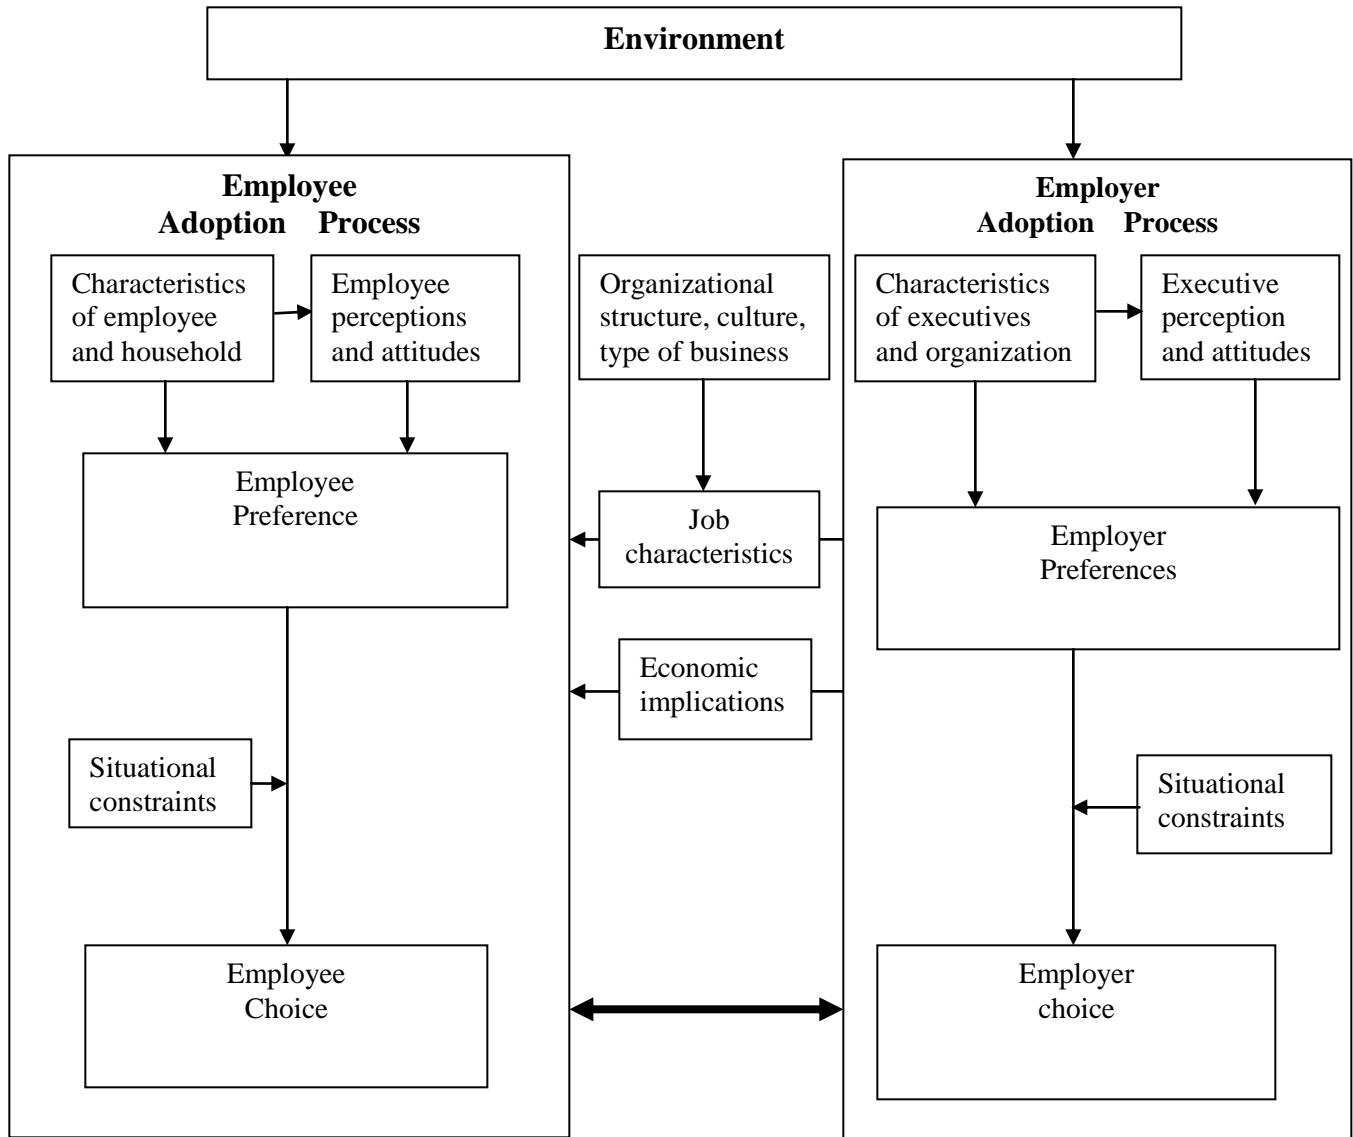 Environment
Employee
Adoption Process
Characteristics
of employee
and household
Employee
perceptions
and attitudes
Employee
Preference
Situational
constraints
Employee
Choice
Organizational
structure, culture,
type of business
Job
characteristics
Economic
implications
Employer
Adoption Process
Characteristics
of executives
and organization
Executive
perception
and attitudes
Employer
Preferences
Situational
constraints
Employer
choice